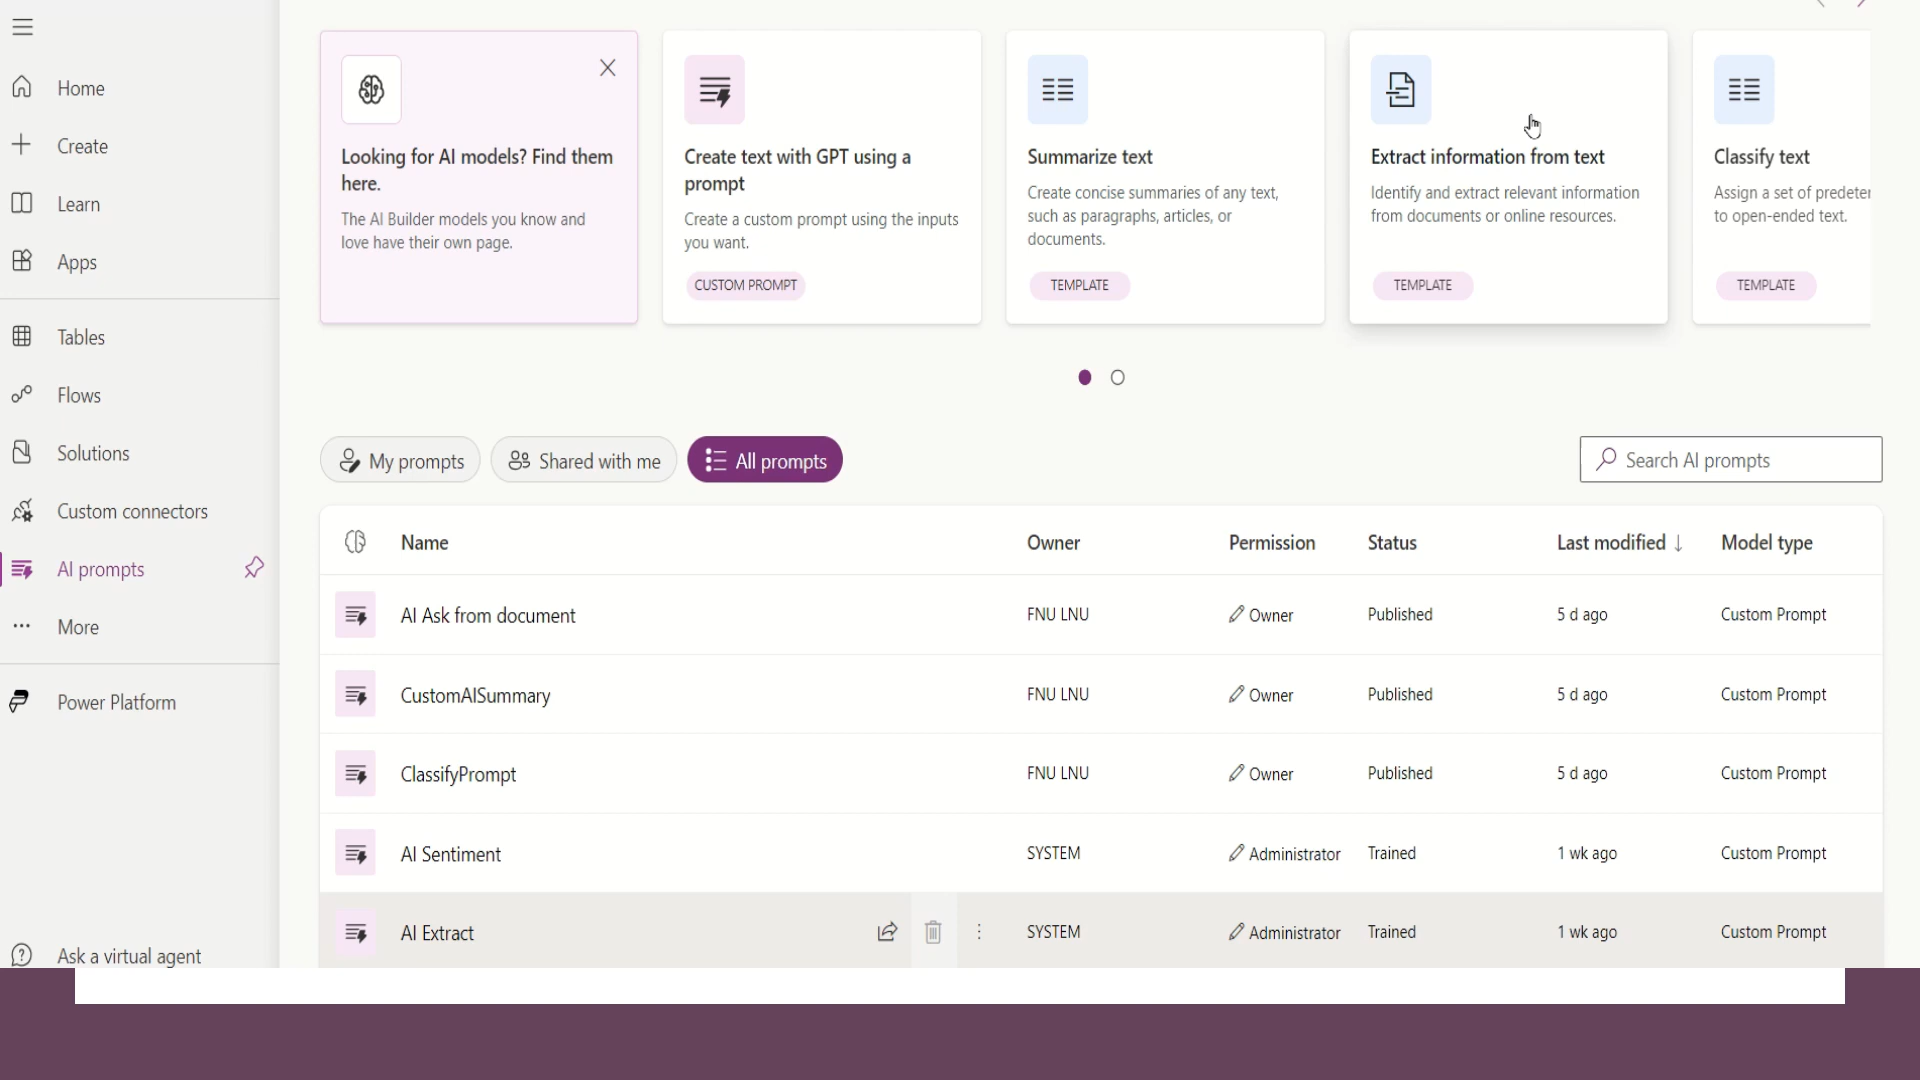 Home
Create
Learn
Apps
Tables
Flows
Solutions
Custom connectors
AI prompts
More
Power Platform
Ask a virtual agent
Looking for AI models? Find them
here.
The AI Builder models you know and
love have their own page.
Create text with GPT using a
prompt
Create a custom prompt using the inputs
you want.
CUSTOM PROMPT
Summarize text
Create concise summaries of any text,
such as paragraphs, articles, or
documents.
TEMPLATE
Extract information from text
Identify and extract relevant information
from documents or online resources.
TEMPLATE
Classify text
Assign a set of predeter
to open-ended text.
TEMPLATE
My prompts
Shared with me
All prompts
Search AI prompts
Name Owner Permission Status Last modified ↓ Model type
AI Ask from document FNU LNU Owner Published 5 d ago Custom Prompt
CustomAISummary FNU LNU Owner Published 5 d ago Custom Prompt
ClassifyPrompt FNU LNU Owner Published 5 d ago Custom Prompt
AI Sentiment SYSTEM Administrator Trained 1 wk ago Custom Prompt
AI Extract SYSTEM Administrator Trained 1 wk ago Custom Prompt